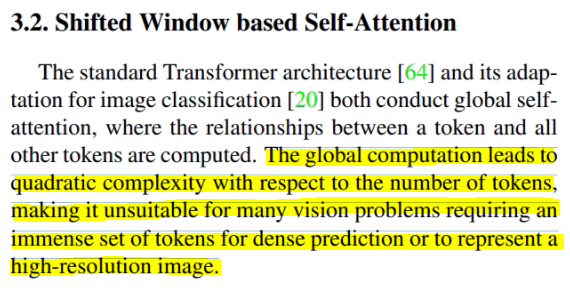 3.2. Shifted Window based Self-Attention
The standard Transformer architecture [64] and its adap-
tation for image classification [20] both conduct global self-
attention, where the relationships between a token and all
other tokens are computed. The global computation leads to
quadratic complexity with respect to the number of tokens,
making it unsuitable for many vision problems requiring an
immense set of tokens for dense prediction or to represent a
high-resolution image.